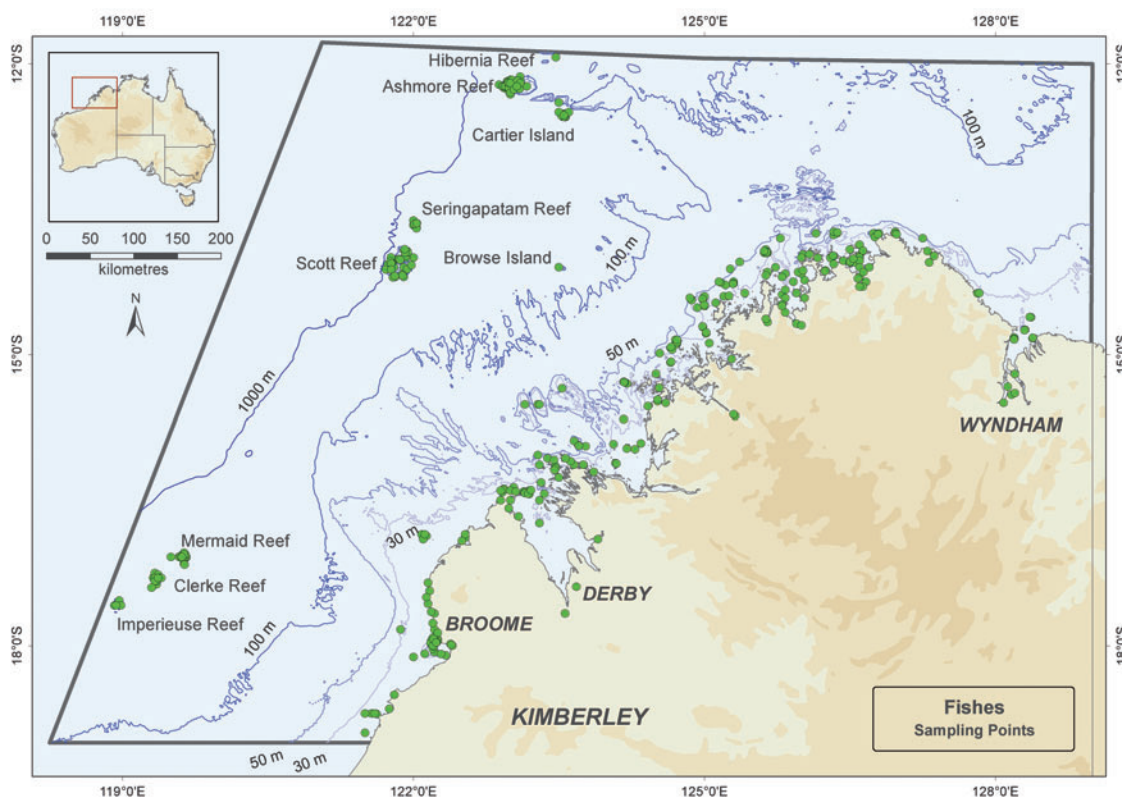 119°0'E
122°0'E
125°0'E
128°0'E
12°0'S
12°0'S
Hibernia Reef
Ashmore Reef
Cartier Island
100 m
Seringapatam Reef
0 50 100 150 200
kilometres
Scott Reef
Browse Island
100 m
N
50 m
15°0'S
15°0'S
1000 m
WYNDHAM
30 m
Mermaid Reef
Clerke Reef
DERBY
Imperieuse Reef
BROOME
100 m
18°0'S
18°0'S
Fishes
Sampling Points
KIMBERLEY
50 m
30 m
119°0'E
122°0'E
125°0'E
128°0'E